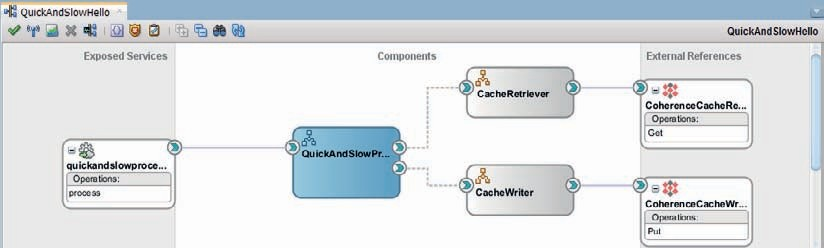 QuickAndSlowHello
QuickAndSlowHello
Exposed Services
Components
External References
quickandslowproce...
Operations:
process
QuickAndSlowPr...
CacheRetriever
CacheWriter
CoherenceCacheRe...
Operations:
Get
CoherenceCacheWr...
Operations:
Put